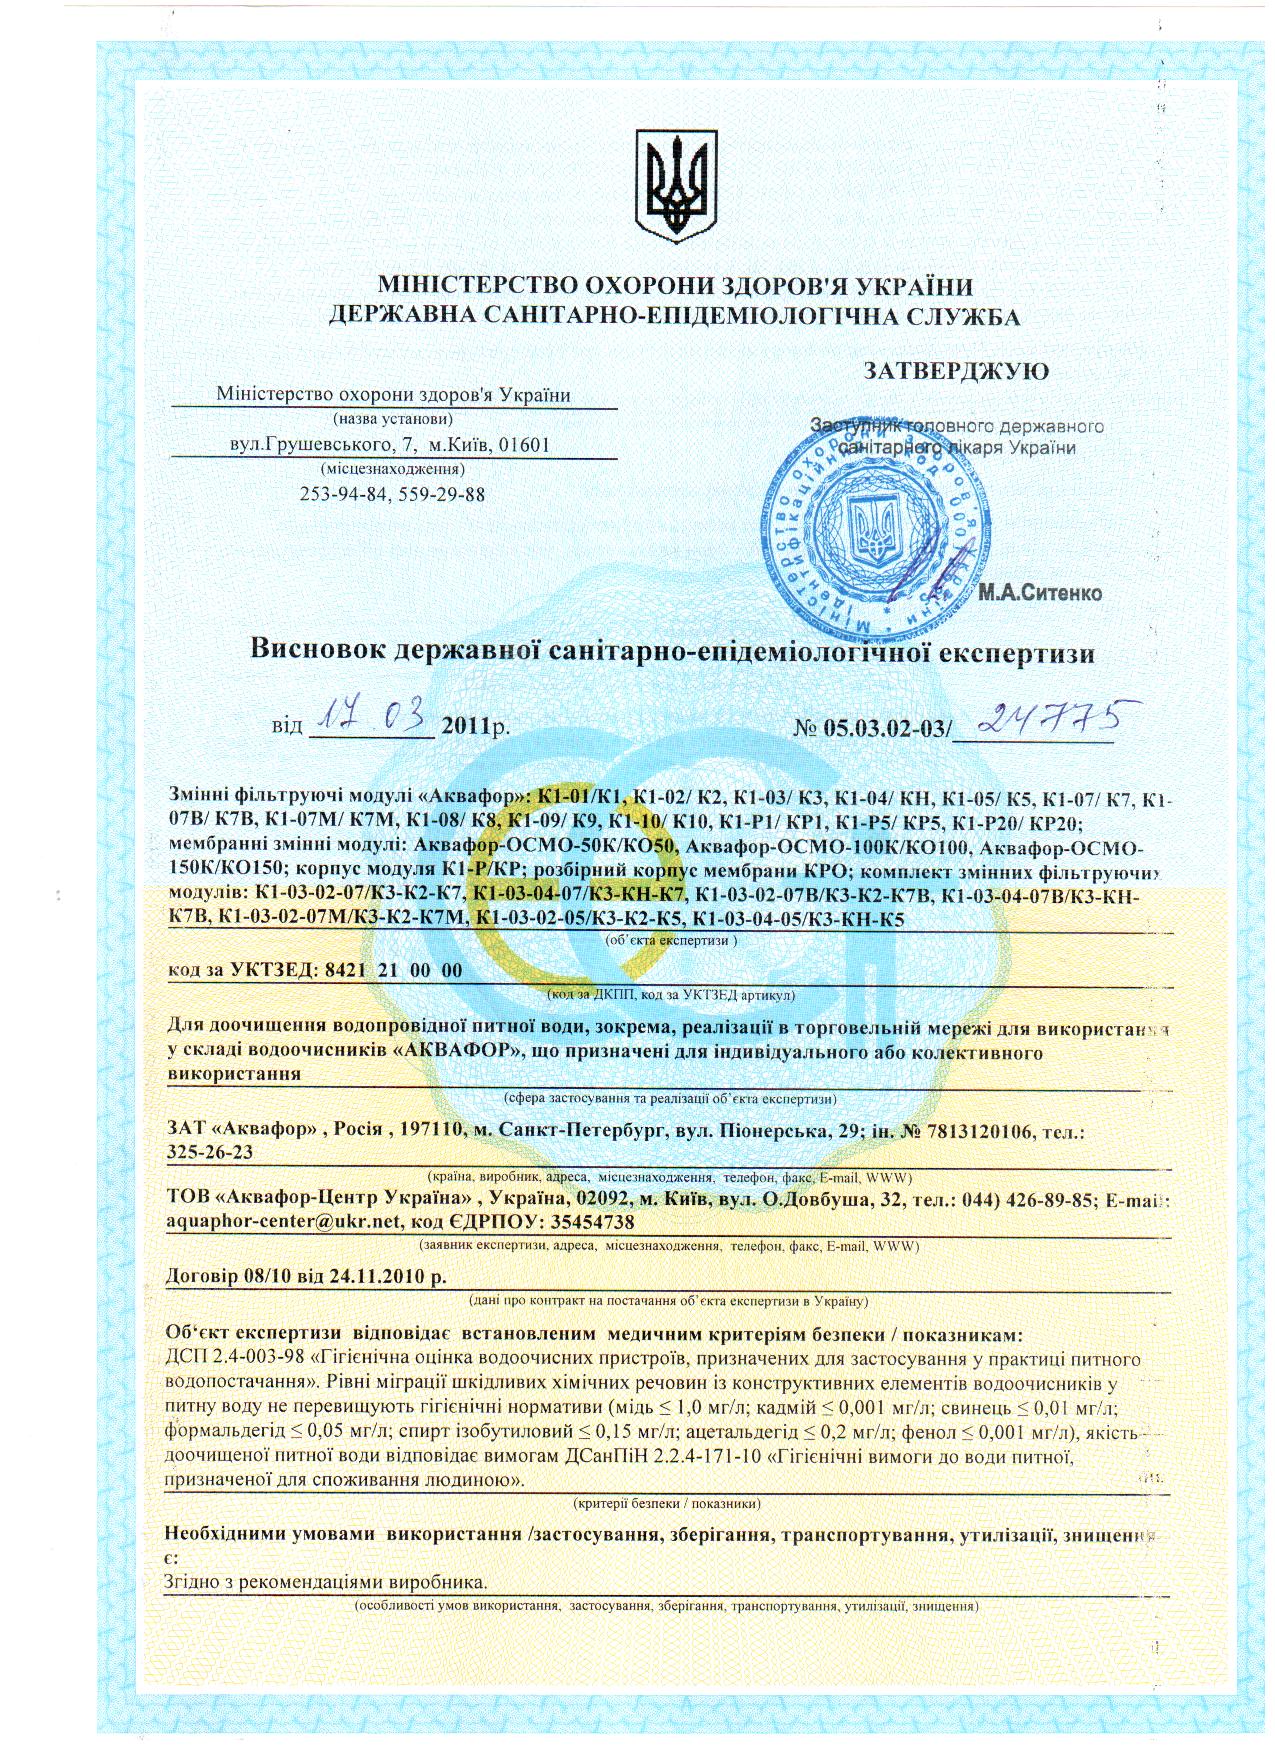 МІНІСТЕРСТВО ОХОРОНИ ЗДОРОВ'Я УКРАЇНИ
ДЕРЖАВНА САНІТАРНО-ЕПІДЕМІОЛОГІЧНА СЛУЖБА
ЗАТВЕРДЖУЮ
Міністерство охорони здоров'я України
(назва установи)
вул.Грушевського, 7, м.Київ, 01601
(місцезнаходження)
253-94-84, 559-29-88
Заступник головного державного
санітарного лікаря України
М.А.Ситенко
Висновок державної санітарно-епідеміологічної експертизи
від 17 03 2011р.
№ 05.03.02-03/ 24775
Змінні фільтруючі модулі «Аквафор»: К1-01/К1, К1-02/ К2, К1-03/ К3, К1-04/ КН, К1-05/ К5, К1-07/ К7, К1-
07В/ К7В, К1-07М/ К7М, К1-08/ К8, К1-09/ К9, К1-10/ К10, К1-Р1/ КР1, К1-Р5/ КР5, К1-Р20/ КР20;
мембранні змінні модулі: Аквафор-ОСМО-50К/КО50, Аквафор-ОСМО-100К/КО100, Аквафор-ОСМО-
150К/КО150; корпус модуля К1-Р/КР; розбірний корпус мембрани КРО; комплект змінних фільтруючих
модулів: К1-03-02-07/К3-К2-К7, К1-03-04-07/К3-КН-К7, К1-03-02-07В/К3-К2-К7В, К1-03-04-07В/К3-КН-
К7В, К1-03-02-07М/К3-К2-К7М, К1-03-02-05/К3-К2-К5, К1-03-04-05/К3-КН-К5
(об'єкта експертизи )
код за УКТЗЕД: 8421 21 00 00
(код за ДКПП, код за УКТЗЕД артикул)
Для доочищення водопровідної питної води, зокрема, реалізації в торговельній мережі для використання
у складі водоочисників «АКВАФОР», що призначені для індивідуального або колективного
використання
(сфера застосування та реалізації об'єкта експертизи)
ЗАТ «Аквафор» , Росія , 197110, м. Санкт-Петербург, вул. Піонерська, 29; ін. № 7813120106, тел.:
325-26-23
(країна, виробник, адреса, місцезнаходження, телефон, факс, E-mail, WWW)
ТОВ «Аквафор-Центр Україна» , Україна, 02092, м. Київ, вул. О.Довбуша, 32, тел.: 044) 426-89-85; E-mail:
aquaphor-center@ukr.net, код ЄДРПОУ: 35454738
(заявник експертизи, адреса, місцезнаходження, телефон, факс, E-mail, WWW)
Договір 08/10 від 24.11.2010 р.
(дані про контракт на постачання об'єкта експертизи в Україну)
Об‘єкт експертизи відповідає встановленим медичним критеріям безпеки / показникам:
ДСП 2.4-003-98 «Гігієнічна оцінка водоочисних пристроїв, призначених для застосування у практиці питного
водопостачання». Рівні міграції шкідливих хімічних речовин із конструктивних елементів водоочисників у
питну воду не перевищують гігієнічні нормативи (мідь ≤ 1,0 мг/л; кадмій ≤ 0,001 мг/л; свинець ≤ 0,01 мг/л;
формальдегід ≤ 0,05 мг/л; спирт ізобутиловий ≤ 0,15 мг/л; ацетальдегід ≤ 0,2 мг/л; фенол ≤ 0,001 мг/л), якість
доочищеної питної води відповідає вимогам ДСанПіН 2.2.4-171-10 «Гігієнічні вимоги до води питної,
призначеної для споживання людиною».
(критерії безпеки / показники)
Необхідними умовами використання /застосування, зберігання, транспортування, утилізації, знищення
є:
Згідно з рекомендаціями виробника.
(особливості умов використання, застосування, зберігання, транспортування, утилізації, знищення)